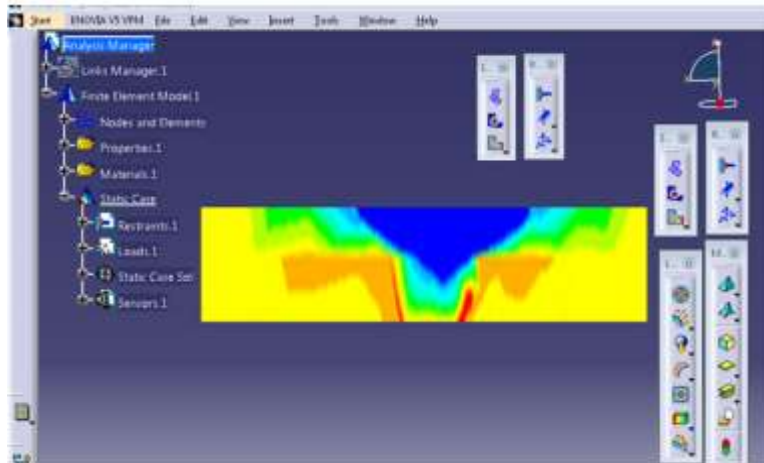 Start ENOVIA V5 VPM File Edit View Insert Tools Window Help
Analysis Manager
Links Manager.1
Finite Element Model.1
Nodes and Elements
Properties.1
Materials.1
Static Case
Restraints.1
Loads.1
Static Case Sol
Sensors.1